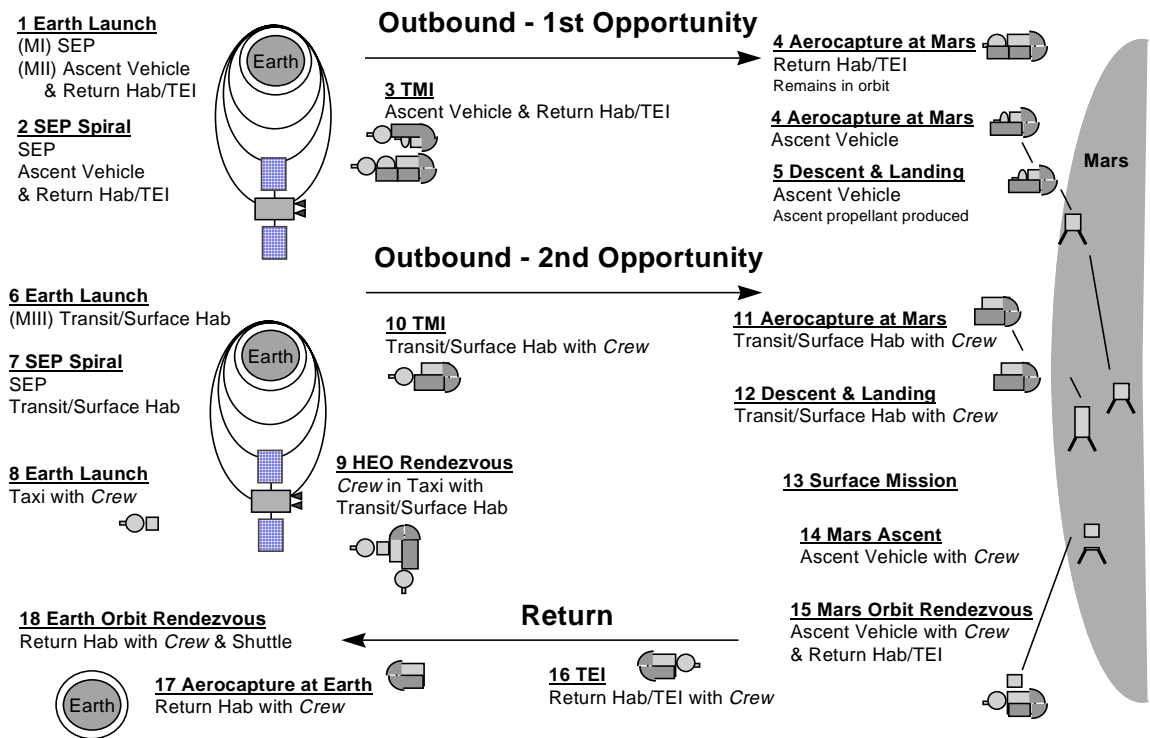 Outbound - 1st Opportunity
1 Earth Launch
(MI) SEP
(MII) Ascent Vehicle
& Return Hab/TEI
2 SEP Spiral
SEP
Ascent Vehicle
& Return Hab/TEI
Earth
3 TMI
Ascent Vehicle & Return Hab/TEI
4 Aerocapture at Mars
Return Hab/TEI
Remains in orbit
4 Aerocapture at Mars
Ascent Vehicle
5 Descent & Landing
Ascent Vehicle
Ascent propellant produced
Mars
Outbound - 2nd Opportunity
6 Earth Launch
(MIII) Transit/Surface Hab
7 SEP Spiral
SEP
Transit/Surface Hab
Earth
8 Earth Launch
Taxi with Crew
9 HEO Rendezvous
Crew in Taxi with
Transit/Surface Hab
10 TMI
Transit/Surface Hab with Crew
11 Aerocapture at Mars
Transit/Surface Hab with Crew
12 Descent & Landing
Transit/Surface Hab with Crew
13 Surface Mission
14 Mars Ascent
Ascent Vehicle with Crew
15 Mars Orbit Rendezvous
Ascent Vehicle with Crew
& Return Hab/TEI
Return
16 TEI
Return Hab/TEI with Crew
17 Aerocapture at Earth
Return Hab with Crew
18 Earth Orbit Rendezvous
Return Hab with Crew & Shuttle
Earth